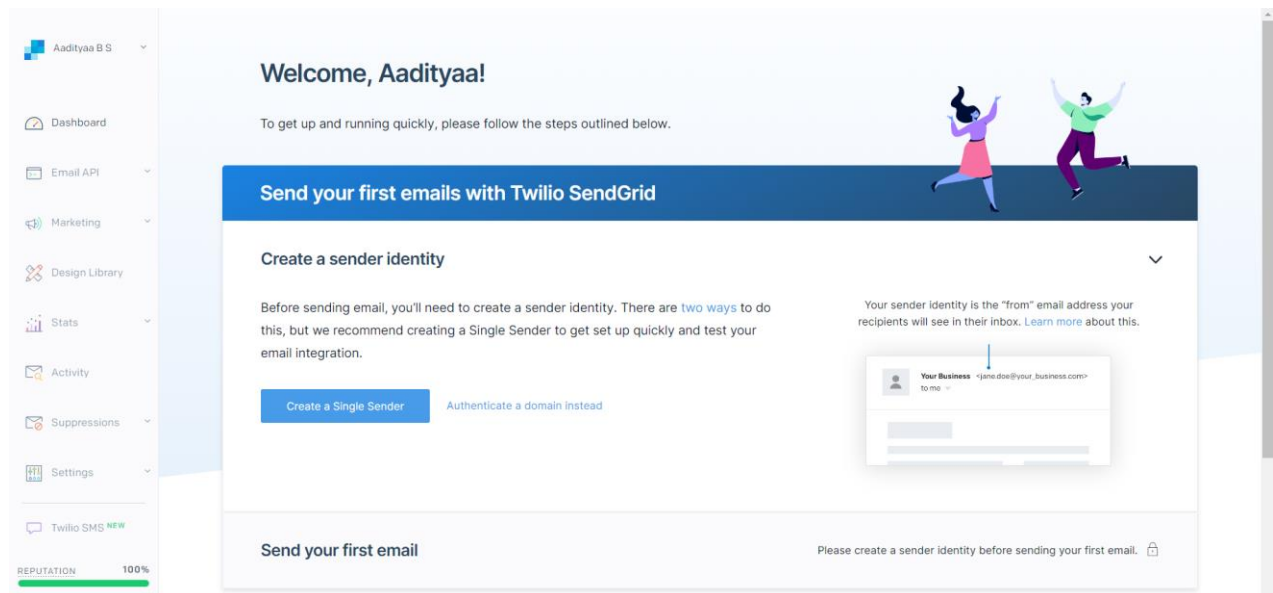 Aadityaa B S
Dashboard
Email API
Marketing
Design Library
Stats
Activity
Suppressions
Settings
Twilio SMS NEW
REPUTATION 100%
Welcome, Aadityaa!
To get up and running quickly, please follow the steps outlined below.
Send your first emails with Twilio SendGrid
Create a sender identity
Before sending email, you'll need to create a sender identity. There are two ways to do
this, but we recommend creating a Single Sender to get set up quickly and test your
email integration.
Create a Single Sender Authenticate a domain instead
Your sender identity is the "from" email address your
recipients will see in their inbox. Learn more about this.
Your Business <jane.doe@your_business.com>
to me
Send your first email
Please create a sender identity before sending your first email.